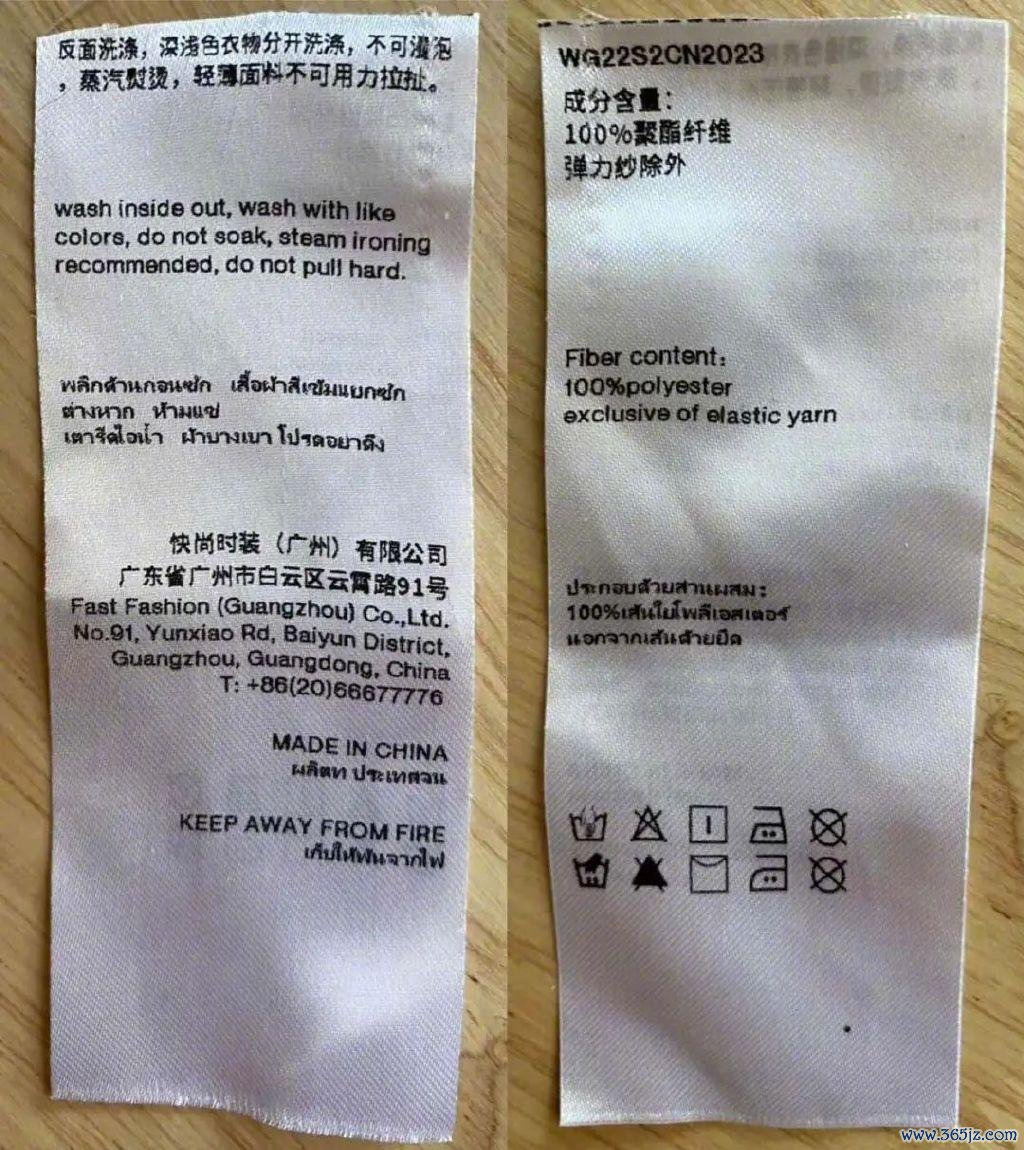 反面洗涤，深浅色衣物分开洗涤，不可灌泡
，蒸汽熨烫，轻薄面料不可用力拉扯。
wash inside out, wash with like
colors, do not soak, steam ironing
recommended, do not pull hard.
พลิกด้านก่อนซัก เสื้อผ้าสีเข้มแยกซัก
ต่างหาก ห้ามแช่
เตารีดไอน้ำ ผ้าบางเบา โปรดอย่าดึง
快尚时装（广州）有限公司
广东省广州市白云区云霄路91号
Fast Fashion (Guangzhou) Co.,Ltd.
No.91, Yunxiao Rd, Baiyun District,
Guangzhou, Guangdong, China
T: +86(20)66677776
MADE IN CHINA
ผลิตที่ ประเทศจีน
KEEP AWAY FROM FIRE
เก็บให้พ้นจากไฟ
WG22S2CN2023
成分含量：
100%聚酯纤维
弹力纱除外
Fiber content:
100%polyester
exclusive of elastic yarn
ประกอบด้วยสานผสม:
100%เส้นใยโพลีเอสเตอร์
นอกจากเส้นด้ายยืด
www.365jz.com